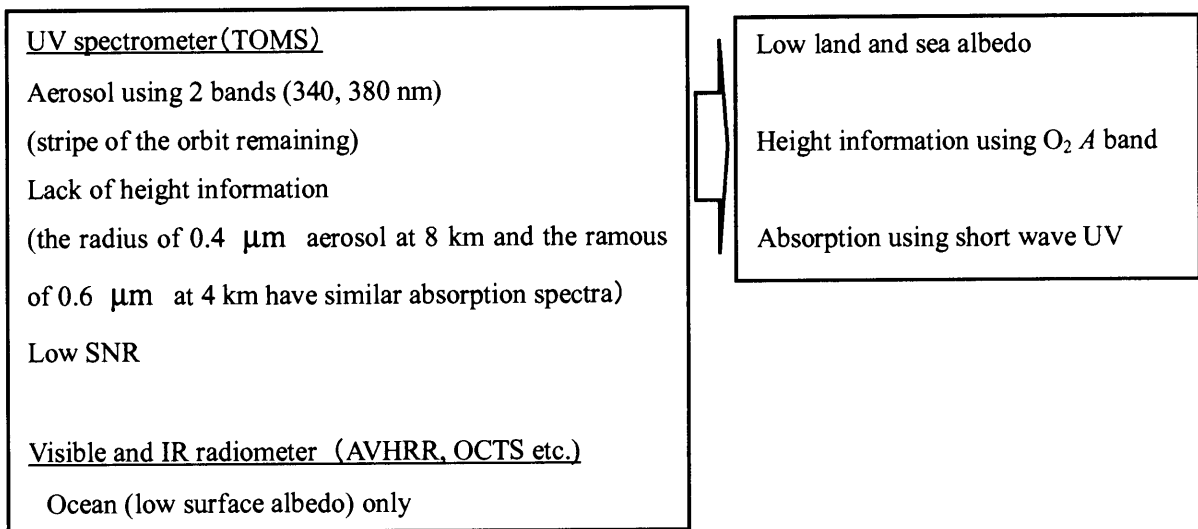 UV spectrometer(TOMS)
Aerosol using 2 bands (340, 380 nm)
(stripe of the orbit remaining)
Lack of height information
(the radius of 0.4 μm aerosol at 8 km and the ramous
of 0.6 μm at 4 km have similar absorption spectra)
Low SNR
Visible and IR radiometer (AVHRR, OCTS etc.)
Ocean (low surface albedo) only
Low land and sea albedo
Height information using O₂ A band
Absorption using short wave UV